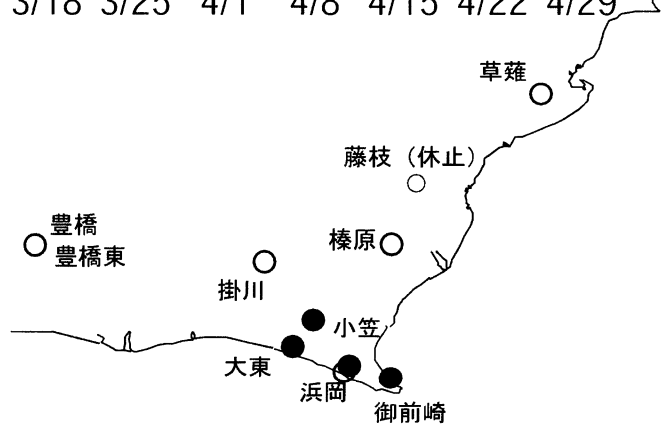 3/18 3/25 4/1 4/8 4/15 4/22 4/29
草薙
藤枝（休止）
豊橋
豊橋東
榛原
掛川
小笠
大東
浜岡
御前崎